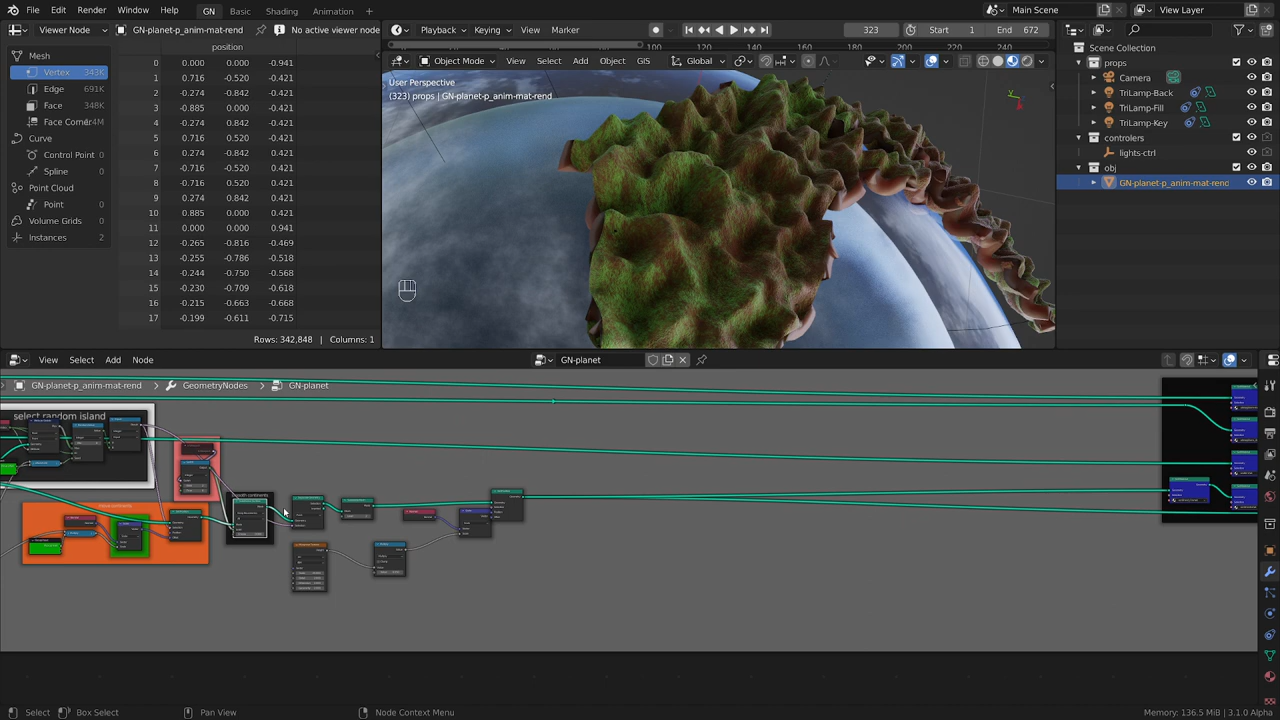 File Edit Render Window Help GN Basic Shading Animation Main Scene View Layer
Viewer Node GN-planet-p_anim-mat-rend No active viewer node
Playback Keying View Marker 323 Start 1 End 672
position
Mesh
Vertex 343K
Edge 691K
Face 348K
Face Corner
Curve
Control Point 0
Spline 0
Point Cloud
Point 0
Volume Grids 0
Instances 2
0 0.000 0.000 -0.941
1 0.716 -0.520 -0.421
2 -0.274 -0.842 -0.421
3 -0.885 0.000 -0.421
4 -0.274 0.842 -0.421
5 0.716 0.520 -0.421
6 0.274 -0.842 0.421
7 -0.716 -0.520 0.421
8 -0.716 0.520 0.421
9 0.274 0.842 0.421
10 0.885 0.000 0.421
11 0.000 0.000 0.941
12 -0.265 -0.816 -0.469
13 -0.255 -0.786 -0.518
14 -0.244 -0.750 -0.568
15 -0.230 -0.709 -0.618
16 -0.215 -0.663 -0.668
17 -0.199 -0.611 -0.715
Rows: 342,848 | Columns: 1
100 120 140 160 180 200 220 240
Object Mode View Select Add Object GIS Global
User Perspective
(323) props | GN-planet-p_anim-mat-rend
Scene Collection
props
Camera
TriLamp-Back
TriLamp-Fill
TriLamp-Key
controlers
lights-ctrl
obj
GN-planet-p_anim-mat-rend
View Select Add Node GN-planet
GN-planet-p_anim-mat-rend GeometryNodes GN-planet
select random island
smooth continents
Select Box Select Pan View Node Context Menu Memory: 136.5 MiB | 3.1.0 Alpha